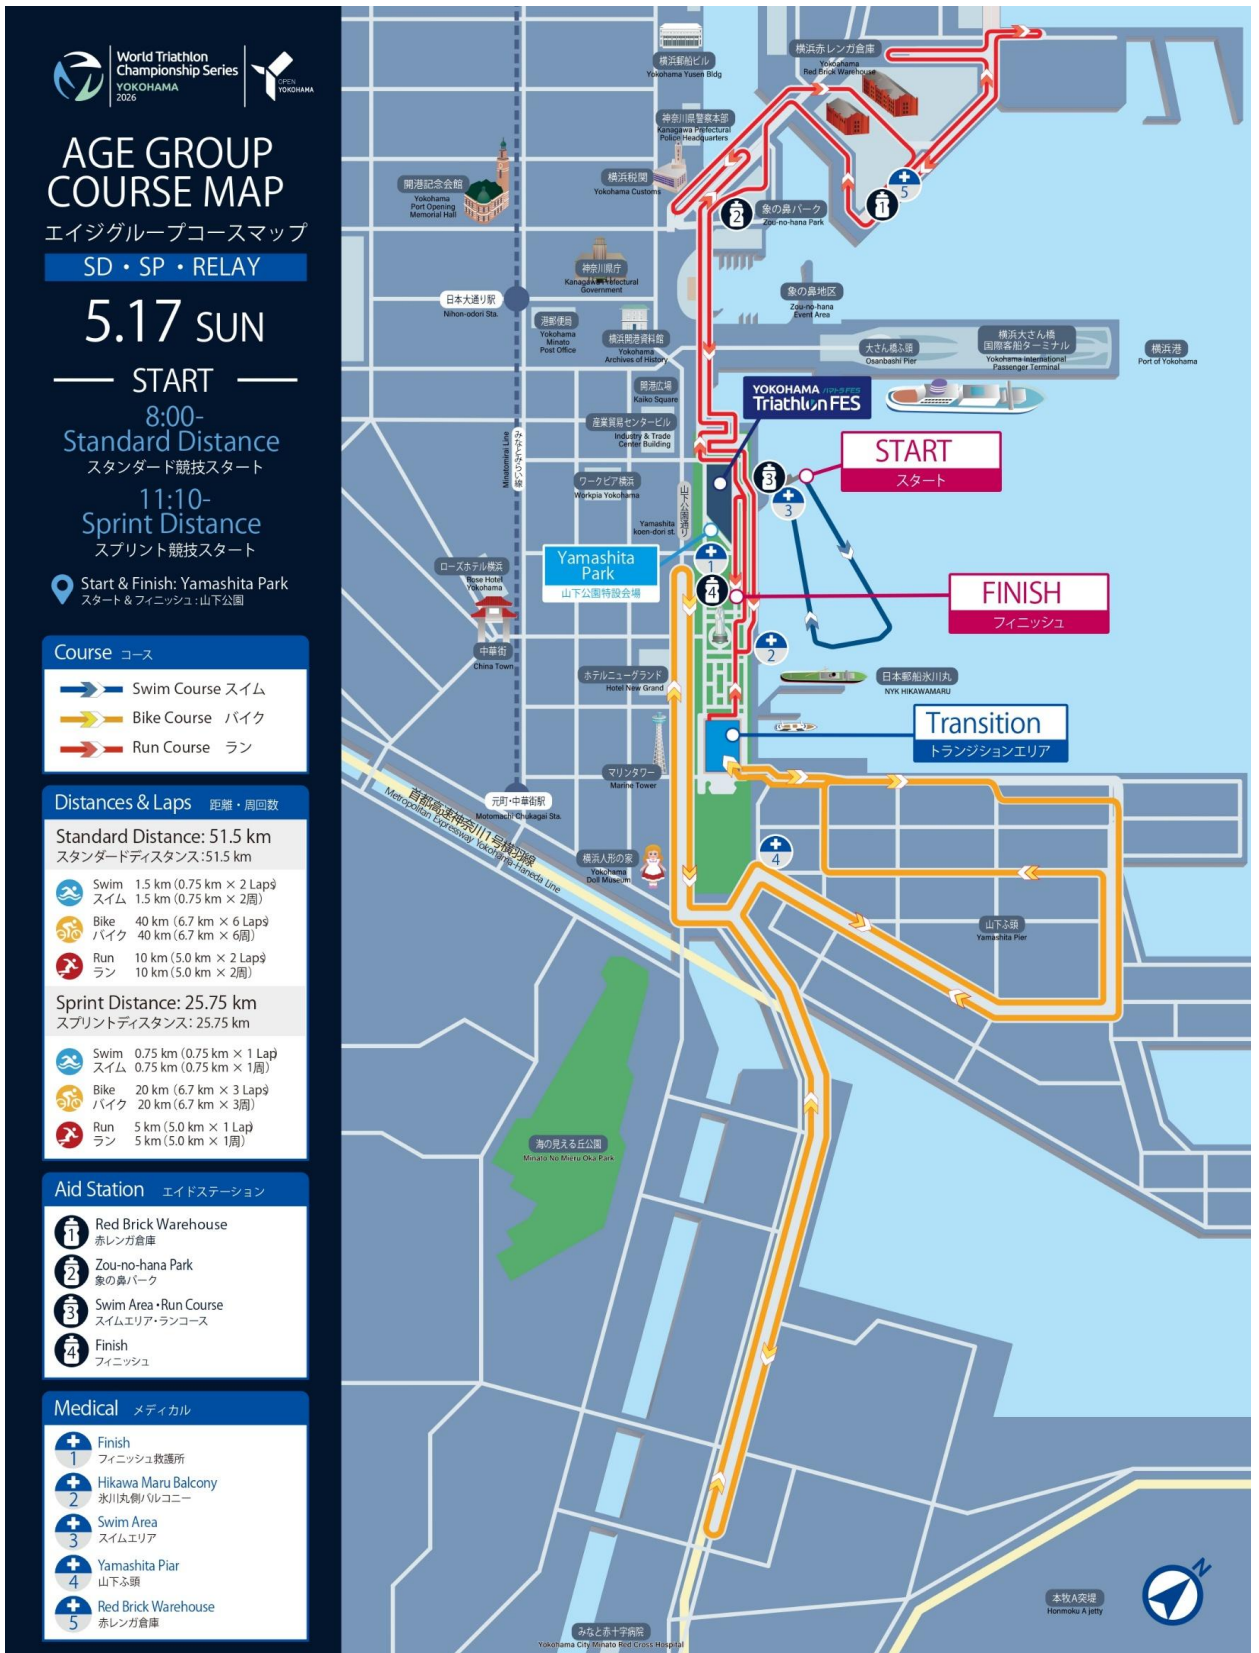 World Triathlon
Championship Series
YOKOHAMA
2026
OPEN
YOKOHAMA
AGE GROUP
COURSE MAP
エイジグループコースマップ
SD・SP・RELAY
5.17 SUN
START
8:00-
Standard Distance
スタンダード競技スタート
11:10-
Sprint Distance
スプリント競技スタート
Start & Finish: Yamashita Park
スタート & フィニッシュ : 山下公園
Course コース
Swim Course スイム
Bike Course バイク
Run Course ラン
Distances & Laps 距離・周回数
Standard Distance: 51.5 km
スタンダードディスタンス:51.5 km
Swim 1.5 km (0.75 km × 2 Laps)
スイム 1.5 km (0.75 km × 2周)
Bike 40 km (6.7 km × 6 Laps)
バイク 40 km (6.7 km × 6周)
Run 10 km (5.0 km × 2 Laps)
ラン 10 km (5.0 km × 2周)
Sprint Distance: 25.75 km
スプリントディスタンス: 25.75 km
Swim 0.75 km (0.75 km × 1 Lap)
スイム 0.75 km (0.75 km × 1周)
Bike 20 km (6.7 km × 3 Laps)
バイク 20 km (6.7 km × 3周)
Run 5 km (5.0 km × 1 Lap)
ラン 5 km (5.0 km × 1周)
Aid Station エイドステーション
1 Red Brick Warehouse
赤レンガ倉庫
2 Zou-no-hana Park
象の鼻パーク
3 Swim Area・Run Course
スイムエリア・ランコース
4 Finish
フィニッシュ
Medical メディカル
1 Finish
フィニッシュ救護所
2 Hikawa Maru Balcony
氷川丸側バルコニー
3 Swim Area
スイムエリア
4 Yamashita Piar
山下ふ頭
5 Red Brick Warehouse
赤レンガ倉庫
横浜郵船ビル
Yokohama Yusen Bldg
横浜赤レンガ倉庫
Yokoahama
Red Brick Warehouse
神奈川県警察本部
Kanagawa Prefectural
Police Headquarters
横浜税関
Yokohama Customs
開港記念会館
Yokohama
Port Opening
Memorial Hall
5
1
2
象の鼻パーク
Zou-no-hana Park
神奈川県庁
Kanagawa Prefectural
Government
日本大通り駅
Nihon-odori Sta.
港郵便局
Yokohama
Minato
Post Office
横浜開港資料館
Yokohama
Archives of History
象の鼻地区
Zou-no-hana
Event Area
大さん橋ふ頭
Osanbashi Pier
横浜大さん橋
国際客船ターミナル
Yokohama International
Passenger Terminal
横浜港
Port of Yokohama
開港広場
Kaiko Square
YOKOHAMA ハマトラFES
Triathlon FES
産業貿易センタービル
Industry & Trade
Center Building
START
スタート
みなとみらい線
Minatomirai Line
ワークピア横浜
Workpia Yokohama
山下公園通り
Yamashita
koen-dori st.
3
3
Yamashita
Park
山下公園特設会場
1
4
ローズホテル横浜
Rose Hotel
Yokohama
FINISH
フィニッシュ
中華街
China Town
2
ホテルニューグランド
Hotel New Grand
日本郵船氷川丸
NYK HIKAWAMARU
Transition
トランジションエリア
マリンタワー
Marine Tower
元町・中華街駅
Motomachi Chukagai Sta.
首都高速神奈川1号横羽線
Metropolitan Expressway Yokohama-Haneda Line
横浜人形の家
Yokohama
Doll Museum
4
山下ふ頭
Yamashita Pier
海の見える丘公園
Minato No Mieru Oka Park
N
本牧A突堤
Honmoku A jetty
みなと赤十字病院
Yokohama City Minato Red Cross Hospital